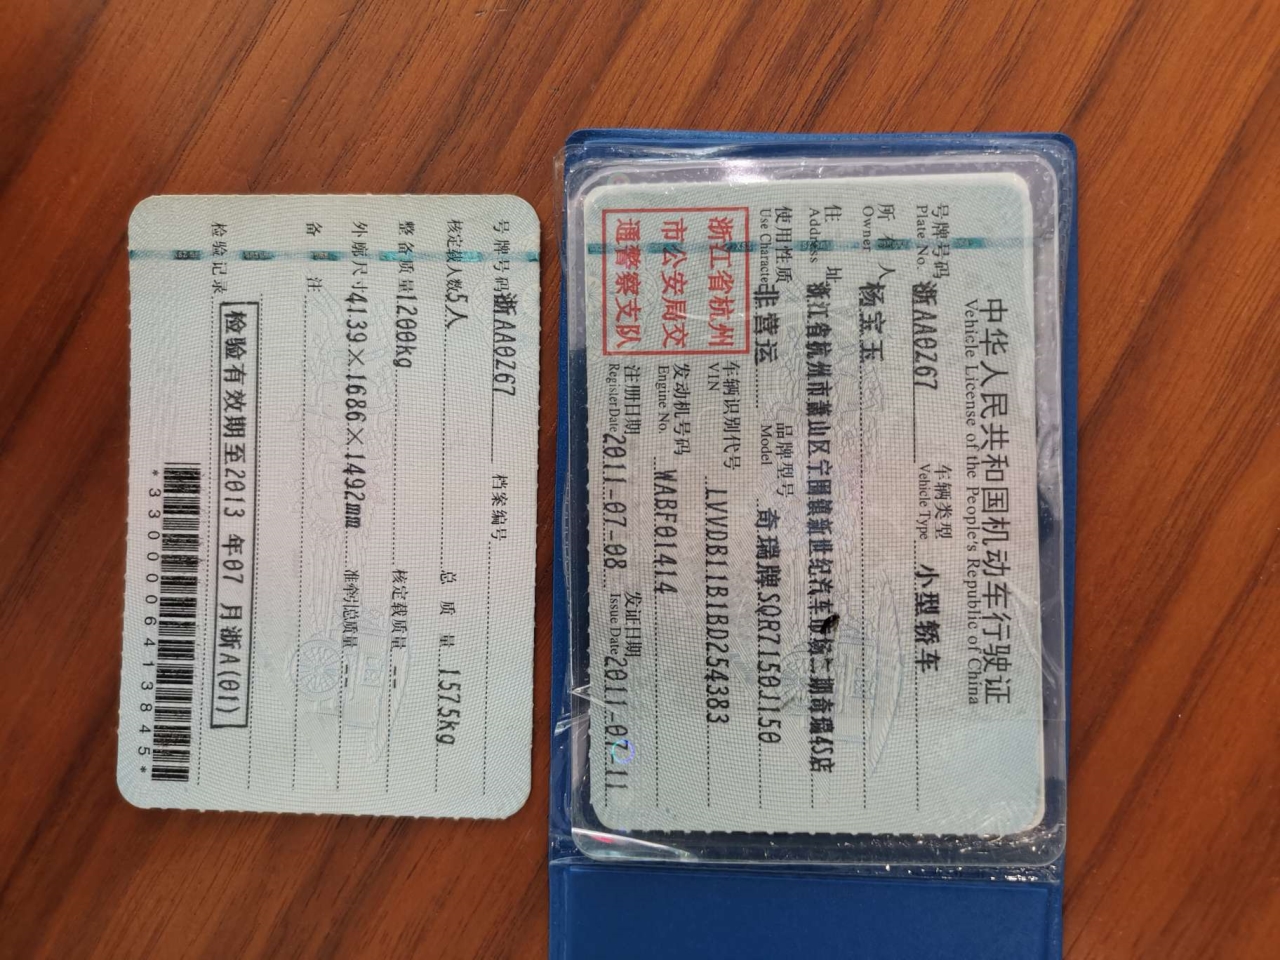 中华人民共和国机动车行驶证
Vehicle License of the People's Republic of China
号牌号码 浙AA0Z67 车辆类型 小型轿车
Plate No. Vehicle Type
所有人 杨宝玉
Owner
住址 浙江省杭州市萧山区宁围镇新世纪汽车市场二期奇瑞4S店
Address
使用性质 非营运 品牌型号 奇瑞牌SQR7150J1150
Use Character Model
浙江省杭州
市公安局交
通警察支队
车辆识别代号 LVVDB11B1BD254383
VIN
发动机号码 WABF01414
Engine No.
注册日期 2011-07-08 发证日期 2011-07-11
Register Date Issue Date
号牌号码 浙AA0Z67 档案编号
核定载人数 5人 总质量 1575kg
整备质量 1200kg 核定载质量 --
外廓尺寸 4139×1686×1492mm 准牵引总质量 --
备注
检验记录 检验有效期至2013年07月浙A(01)
*330006413845*